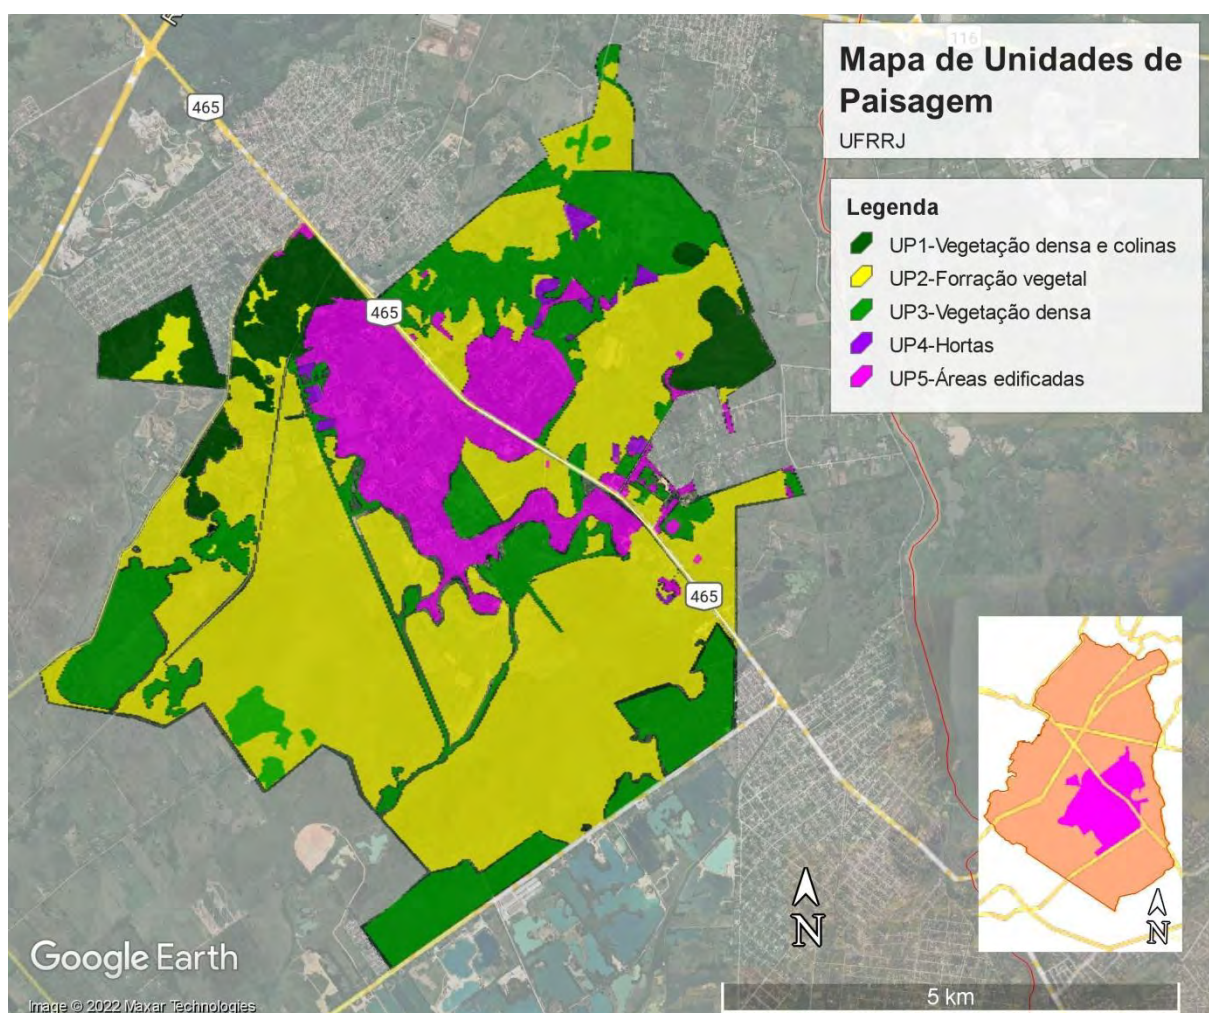 116
Mapa de Unidades de
Paisagem
UFRRJ
465
Legenda
UP1-Vegetação densa e colinas
UP2-Forração vegetal
UP3-Vegetação densa
UP4-Hortas
UP5-Áreas edificadas
465
465
N
N
Google Earth
5 km
Image © 2022 Maxar Technologies